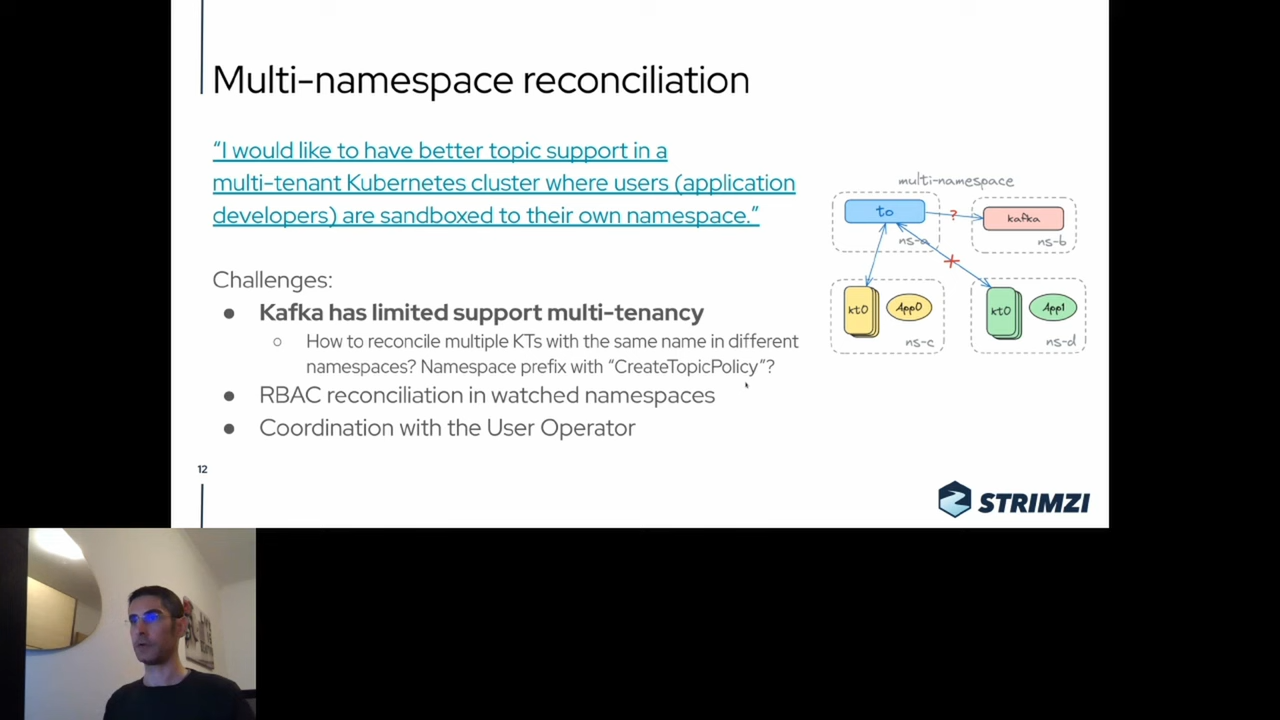 Multi-namespace reconciliation
“I would like to have better topic support in a
multi-tenant Kubernetes cluster where users (application
developers) are sandboxed to their own namespace.”
Challenges:
● Kafka has limited support multi-tenancy
○ How to reconcile multiple KTs with the same name in different
namespaces? Namespace prefix with “CreateTopicPolicy”?
● RBAC reconciliation in watched namespaces
● Coordination with the User Operator
multi-namespace
to
?
kafka
ns-a
ns-b
kt0
App0
kt0
App1
ns-c
ns-d
12
STRIMZI